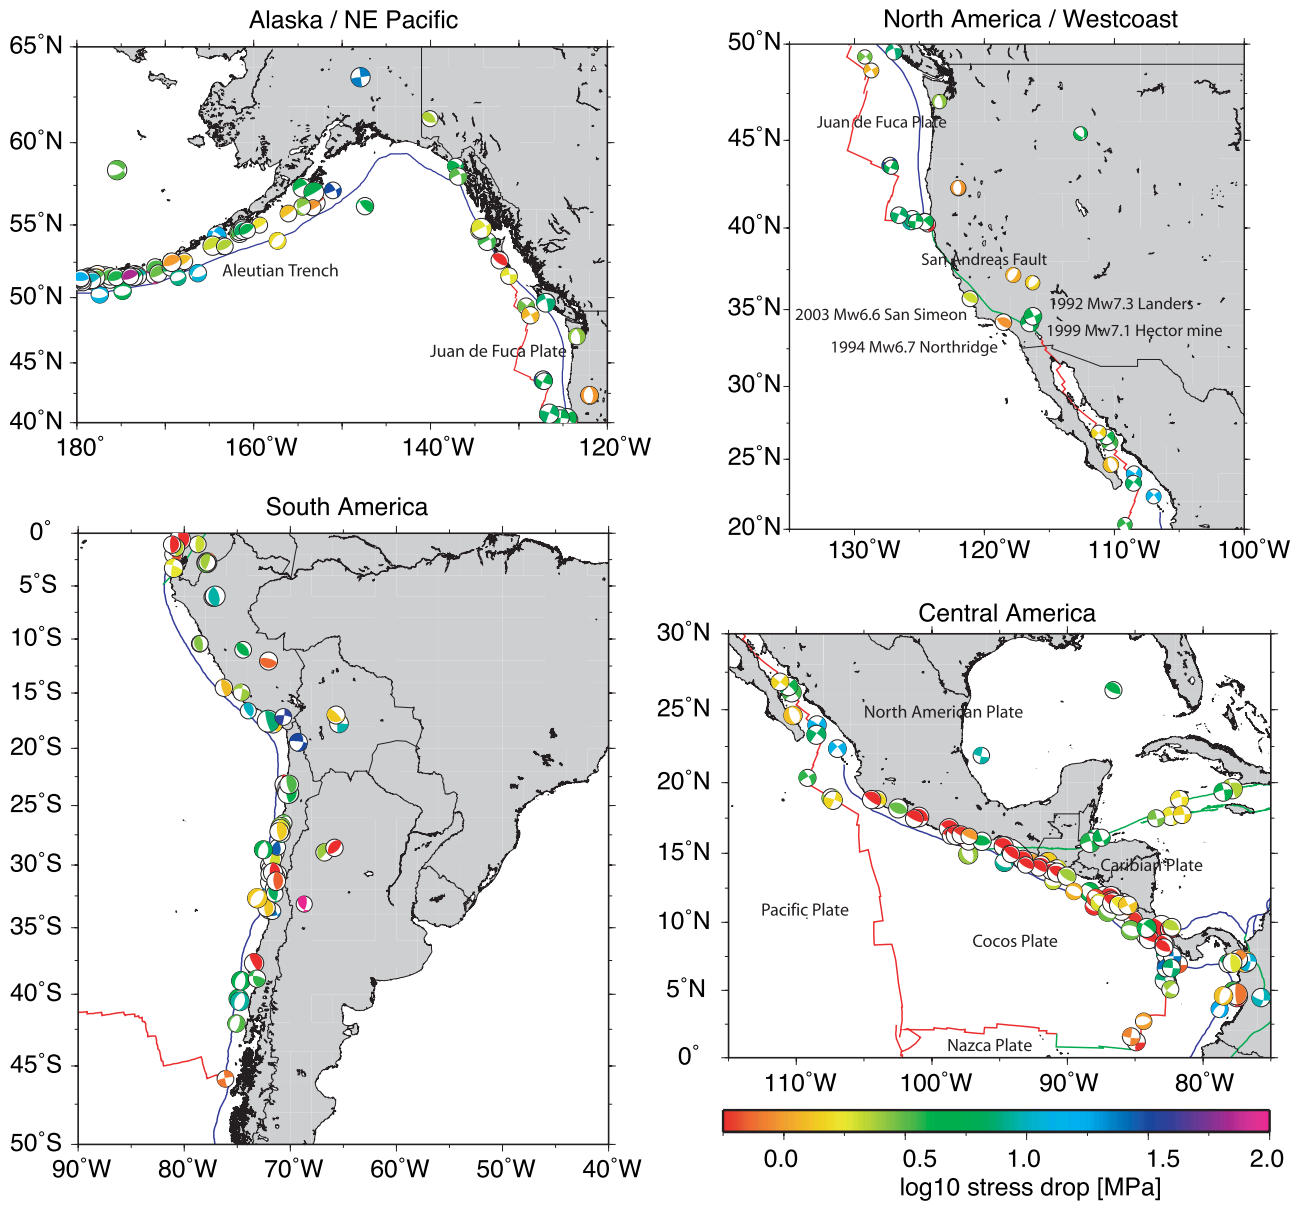 Alaska / NE Pacific
65˚N
60˚N
55˚N
50˚N
45˚N
40˚N
180˚
160˚W
140˚W
120˚W
Aleutian Trench
Juan de Fuca Plate
North America / Westcoast
50˚N
45˚N
40˚N
35˚N
30˚N
25˚N
20˚N
130˚W
120˚W
110˚W
100˚W
Juan de Fuca Plate
San Andreas Fault
1992 Mw7.3 Landers
2003 Mw6.6 San Simeon
1999 Mw7.1 Hector mine
1994 Mw6.7 Northridge
South America
0˚
5˚S
10˚S
15˚S
20˚S
25˚S
30˚S
35˚S
40˚S
45˚S
50˚S
90˚W
80˚W
70˚W
60˚W
50˚W
40˚W
Central America
30˚N
25˚N
20˚N
15˚N
10˚N
5˚N
0˚
110˚W
100˚W
90˚W
80˚W
North American Plate
Caribian Plate
Pacific Plate
Cocos Plate
Nazca Plate
0.0 0.5 1.0 1.5 2.0
log10 stress drop [MPa]